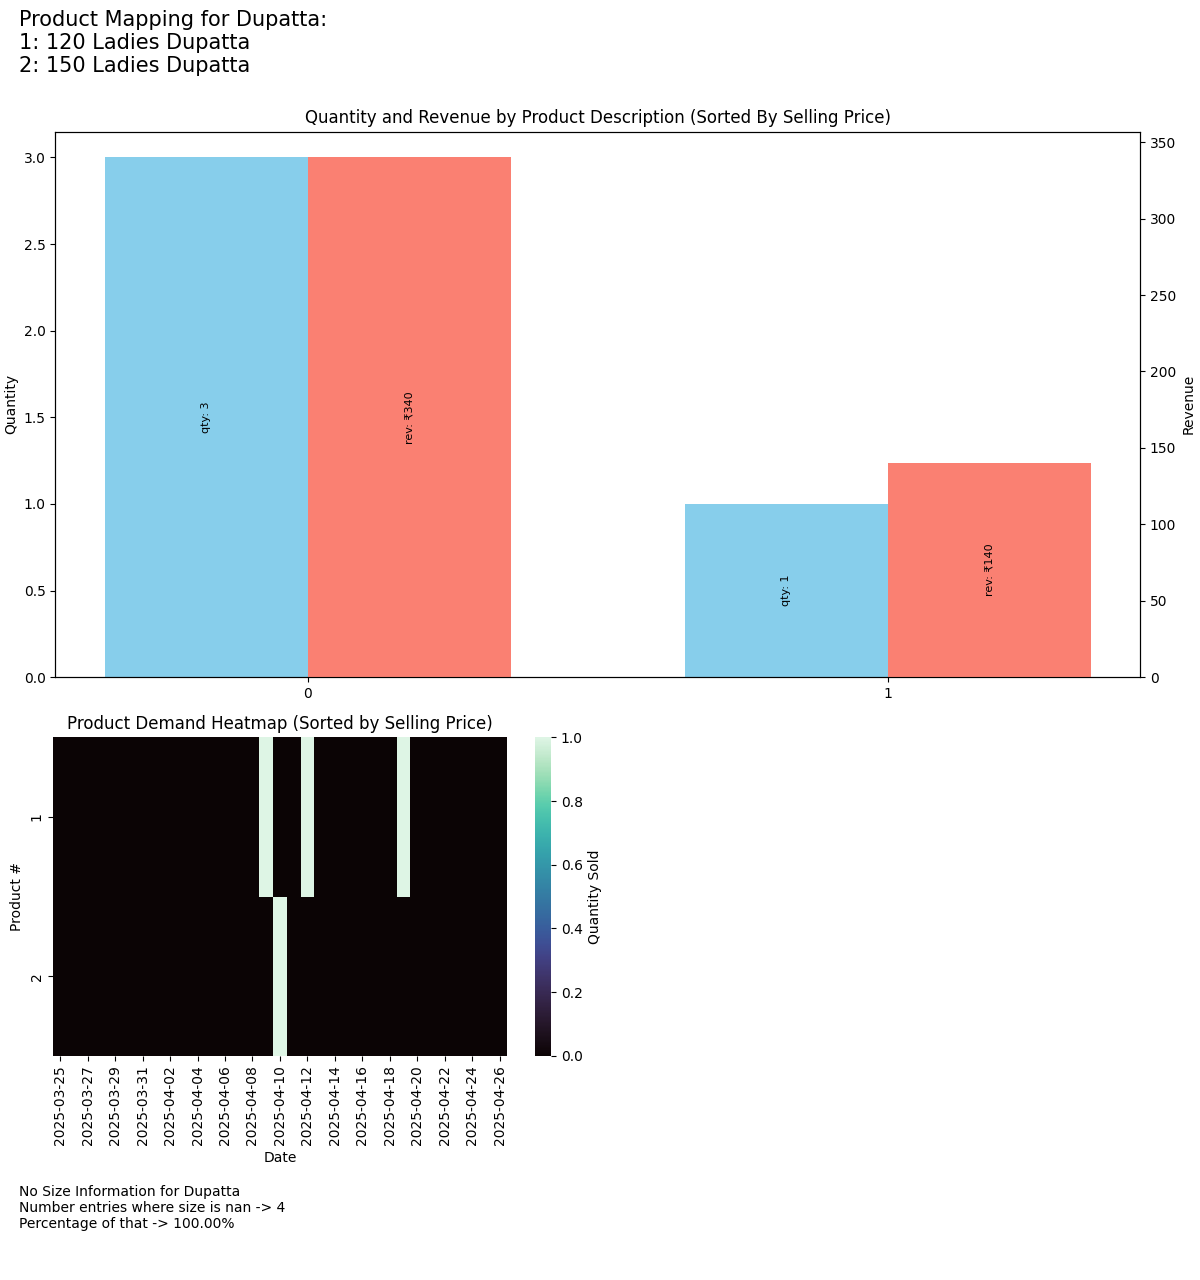 Product Mapping for Dupatta:
1: 120 Ladies Dupatta
2: 150 Ladies Dupatta
Quantity and Revenue by Product Description (Sorted By Selling Price)
3.0
2.5
2.0
1.5
1.0
0.5
0.0
Quantity
qty: 3
rev: ₹340
qty: 1
rev: ₹140
350
300
250
200
150
100
50
0
Revenue
0
1
Product Demand Heatmap (Sorted by Selling Price)
Product #
1
2
1.0
0.8
0.6
0.4
0.2
0.0
Quantity Sold
2025-03-25
2025-03-27
2025-03-29
2025-03-31
2025-04-02
2025-04-04
2025-04-06
2025-04-08
2025-04-10
2025-04-12
2025-04-14
2025-04-16
2025-04-18
2025-04-20
2025-04-22
2025-04-24
2025-04-26
Date
No Size Information for Dupatta
Number entries where size is nan -> 4
Percentage of that -> 100.00%